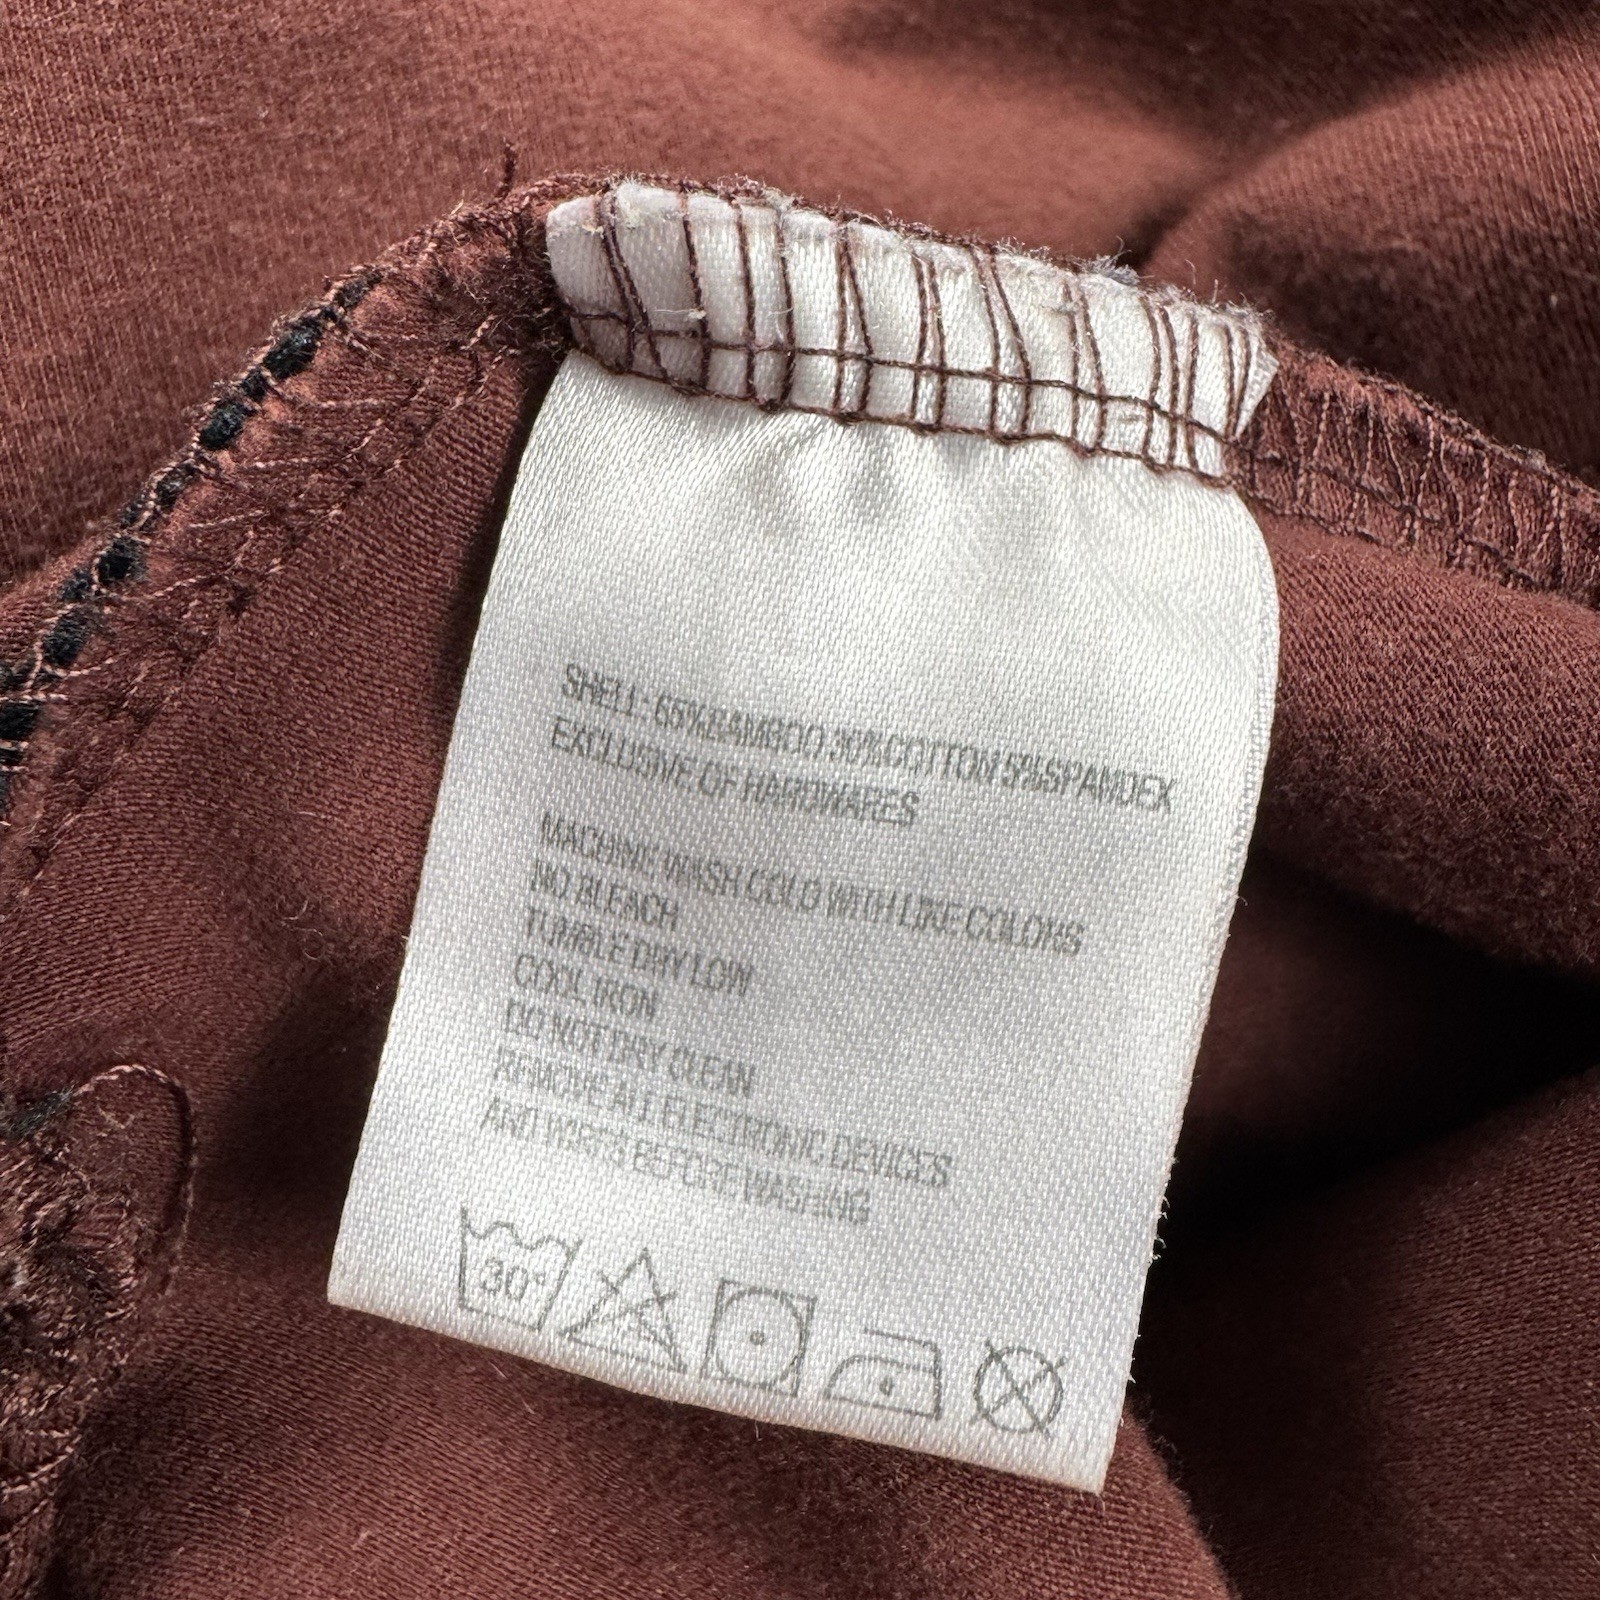 SHELL: 65%BAMBOO 30%COTTON 5%SPANDEX
EXCLUSIVE OF HARDWARES
MACHINE WASH COLD WITH LIKE COLORS
NO BLEACH
TUMBLE DRY LOW
COOL IRON
DO NOT DRY CLEAN
REMOVE ALL ELECTRONIC DEVICES
AND WIRES BEFORE WASHING
30°